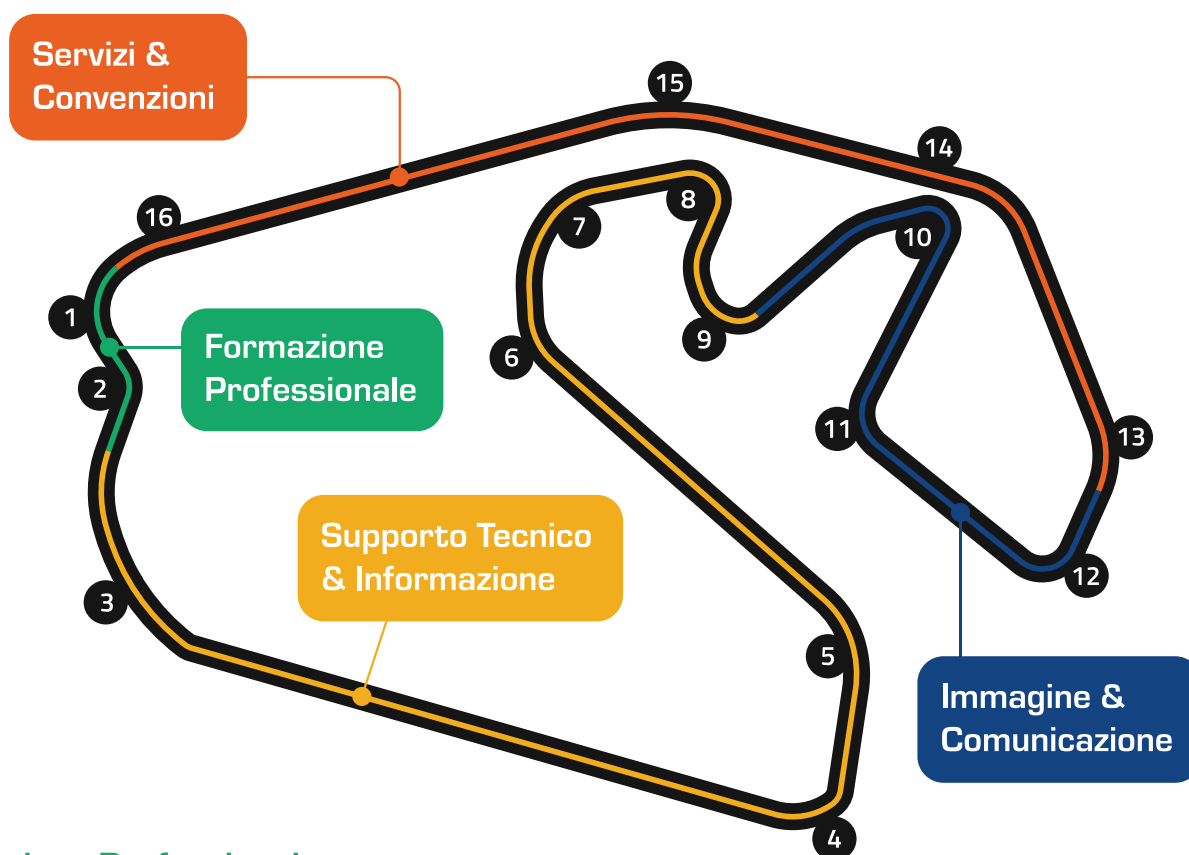 Servizi &
Convenzioni
15
14
16
8
7
10
1
9
6
Formazione
Professionale
2
11
13
Supporto Tecnico
& Informazione
12
3
5
Immagine &
Comunicazione
4